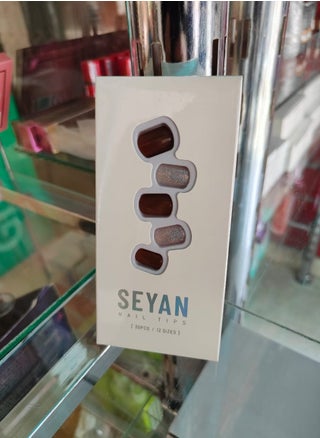 SEYAN
NAIL TIPS
[ 30PCS / 12 SIZES ]